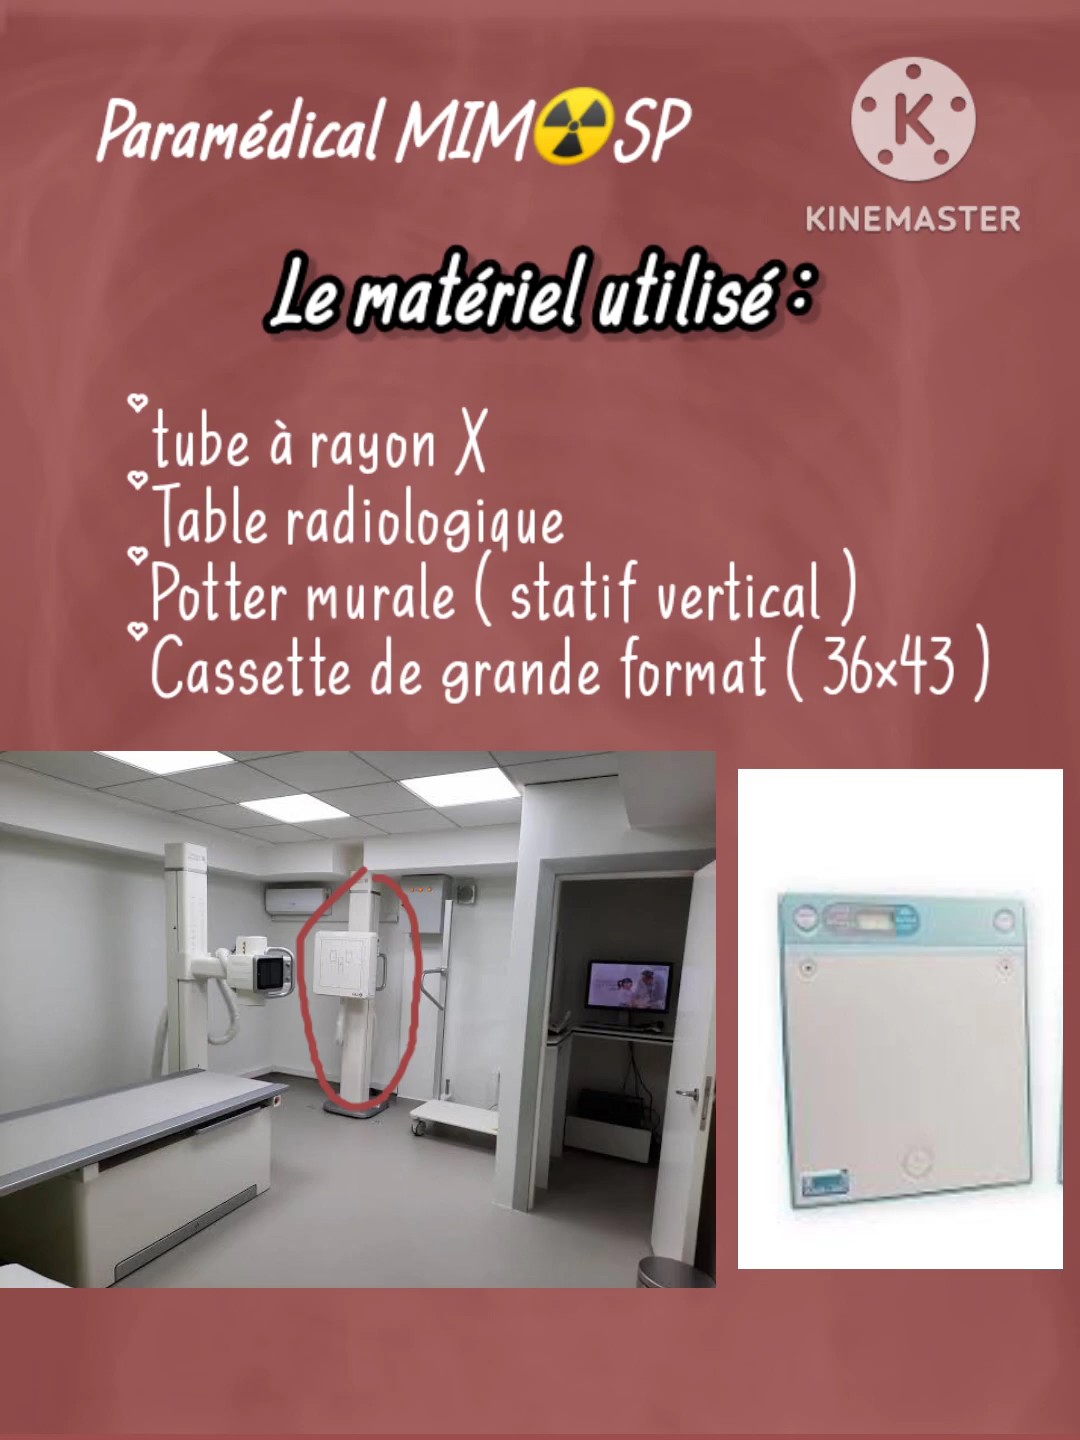 Paramédical MIM☢SP
K
KINEMASTER
Le matériel utilisé :
tube à rayon X
Table radiologique
Potter murale ( statif vertical )
Cassette de grande format ( 36x43 )